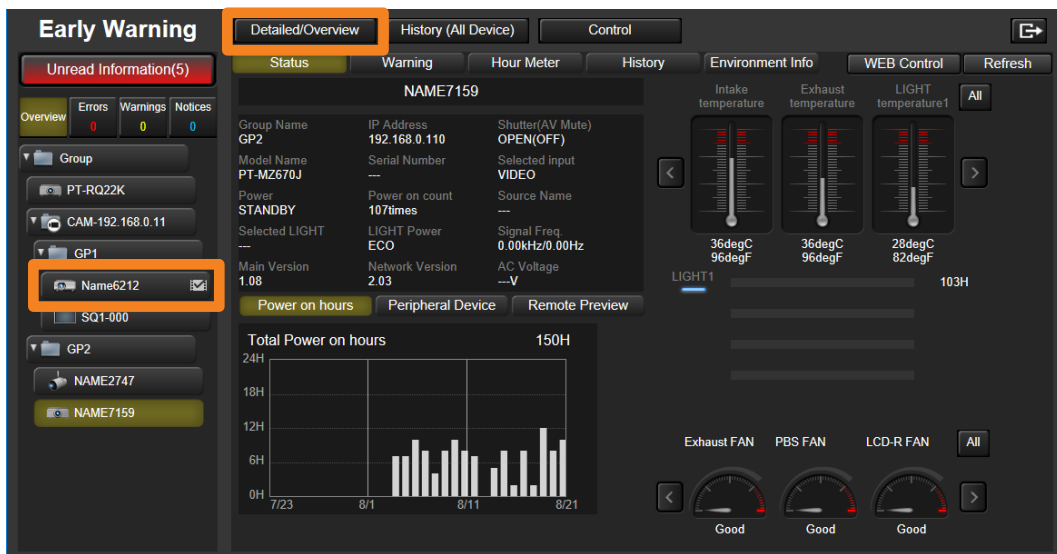 Early Warning
Detailed/Overview
History (All Device)
Control
Unread Information(5)
Status
Warning
Hour Meter
History
Environment Info
WEB Control
Refresh
Overview
Errors
0
Warnings
0
Notices
0
Group
PT-RQ22K
CAM-192.168.0.11
GP1
Name6212
SQ1-000
GP2
NAME2747
NAME7159
NAME7159
Group Name
GP2
IP Address
192.168.0.110
Shutter(AV Mute)
OPEN(OFF)
Model Name
PT-MZ670J
Serial Number
---
Selected input
VIDEO
Power
STANDBY
Power on count
107times
Source Name
---
Selected LIGHT
---
LIGHT Power
ECO
Signal Freq.
0.00kHz/0.00Hz
Main Version
1.08
Network Version
2.03
AC Voltage
---V
Power on hours
Peripheral Device
Remote Preview
Total Power on hours
150H
24H
18H
12H
6H
0H
7/23
8/1
8/11
8/21
Intake
temperature
Exhaust
temperature
LIGHT
temperature1
All
<
>
36degC
96degF
36degC
96degF
28degC
82degF
LIGHT1
103H
Exhaust FAN
PBS FAN
LCD-R FAN
All
<
>
Good
Good
Good